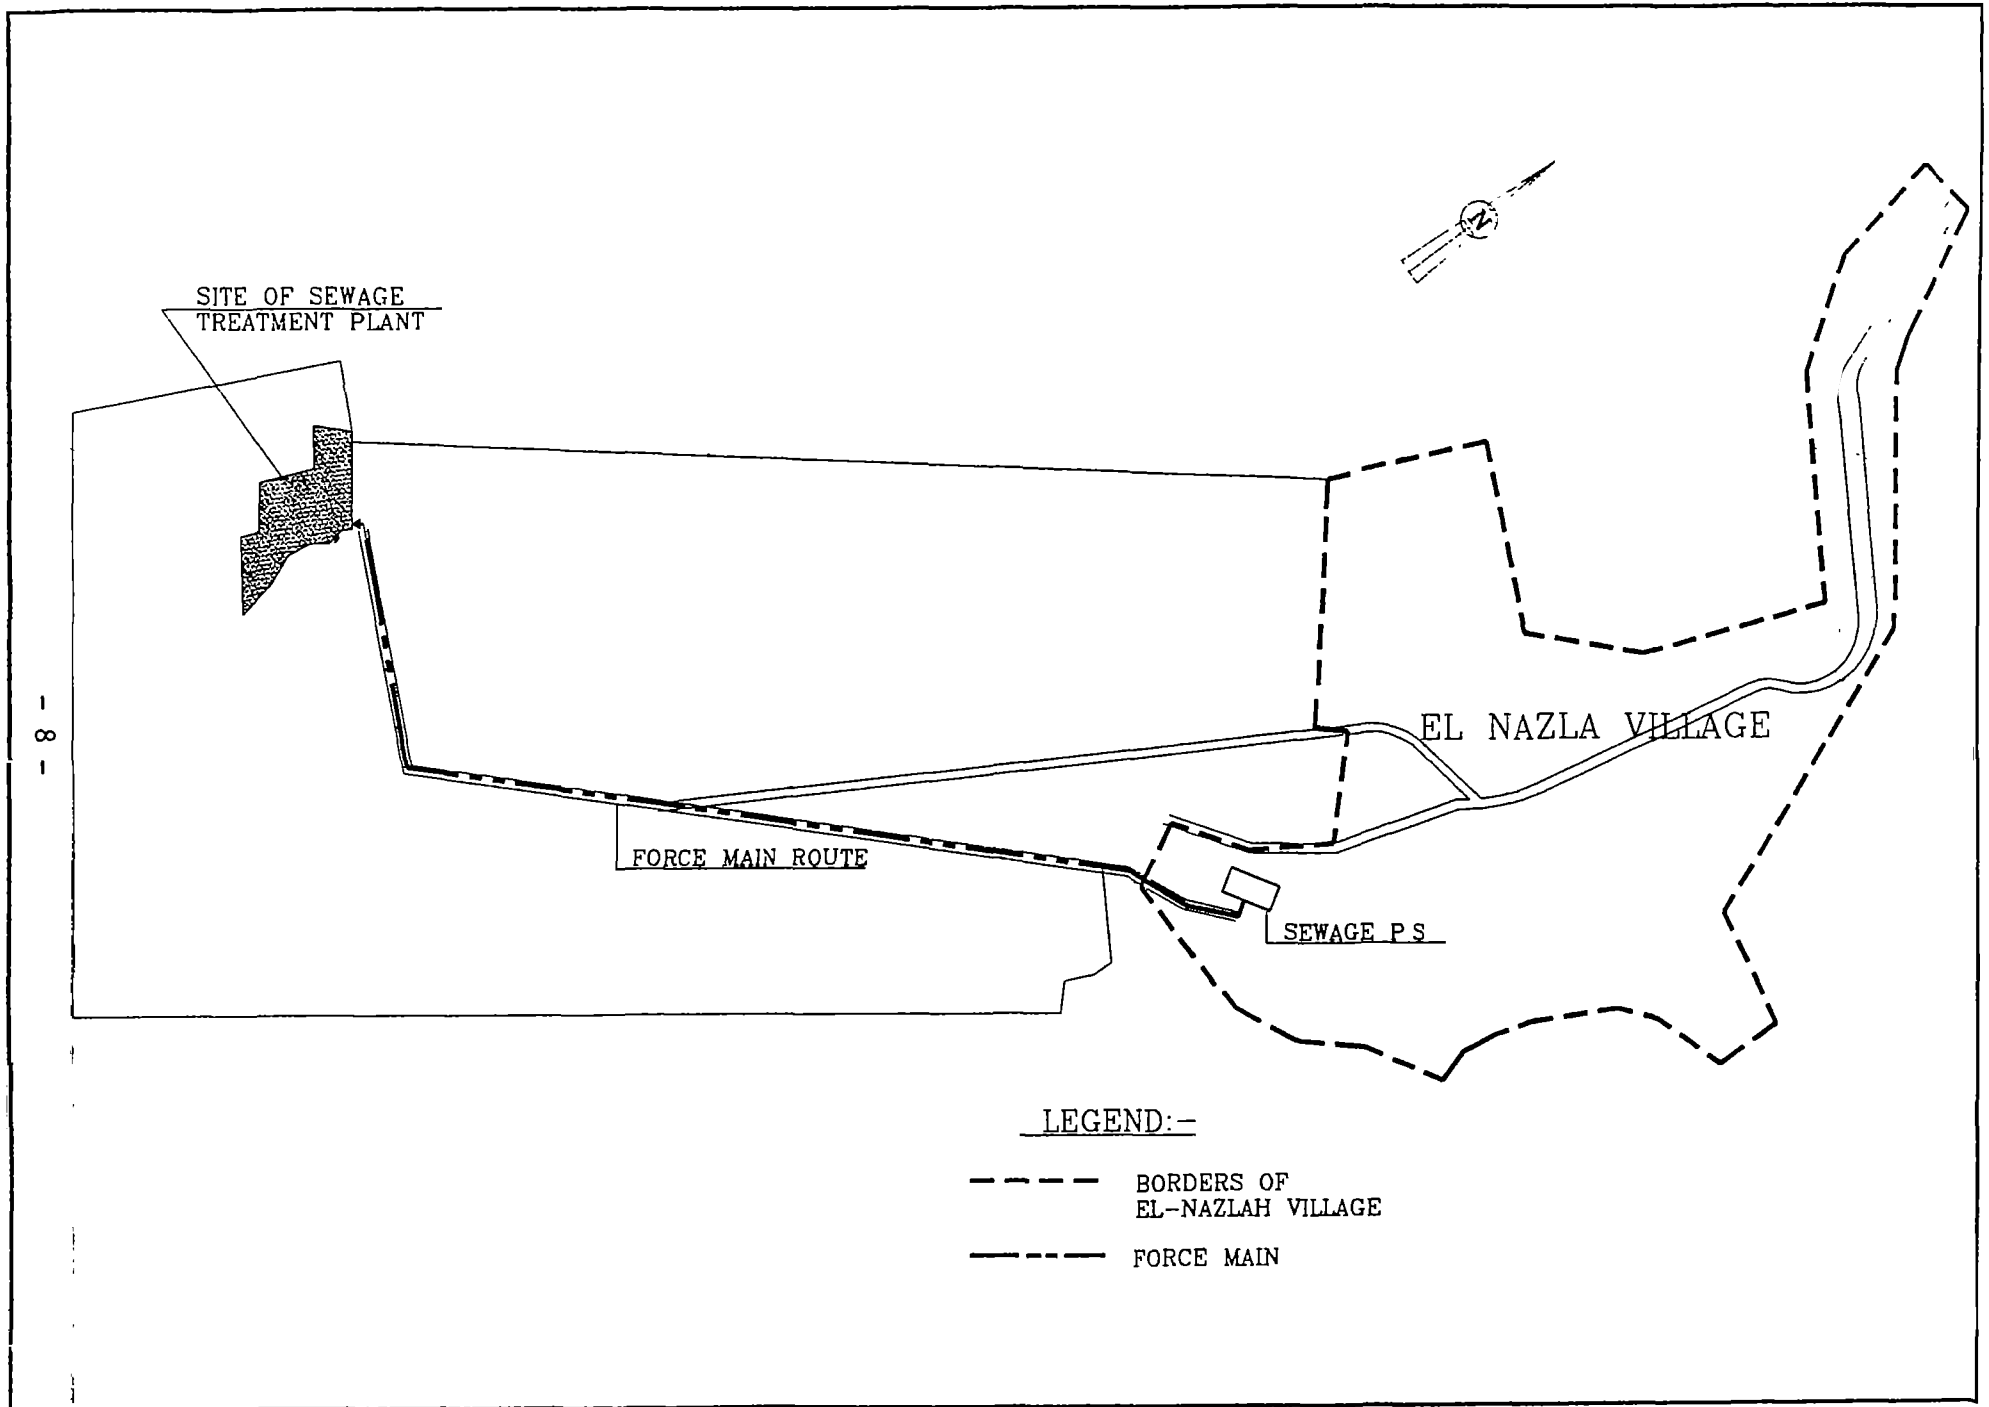 N
SITE OF SEWAGE
TREATMENT PLANT
EL NAZLA VILLAGE
FORCE MAIN ROUTE
SEWAGE P.S
- 8 -
LEGEND:-
BORDERS OF
EL-NAZLAH VILLAGE
FORCE MAIN